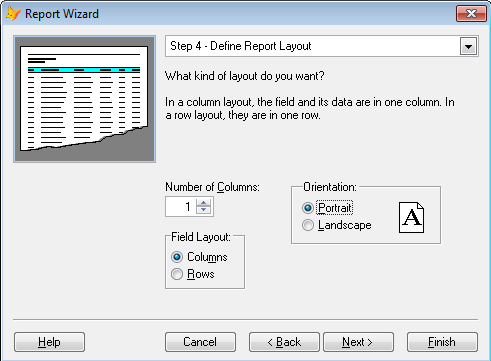 Report Wizard
Step 4 - Define Report Layout
What kind of layout do you want?
In a column layout, the field and its data are in one column. In
a row layout, they are in one row.
Number of Columns:
1
Orientation:
Portrait
Landscape
A
Field Layout:
Columns
Rows
Help
Cancel
< Back
Next >
Finish